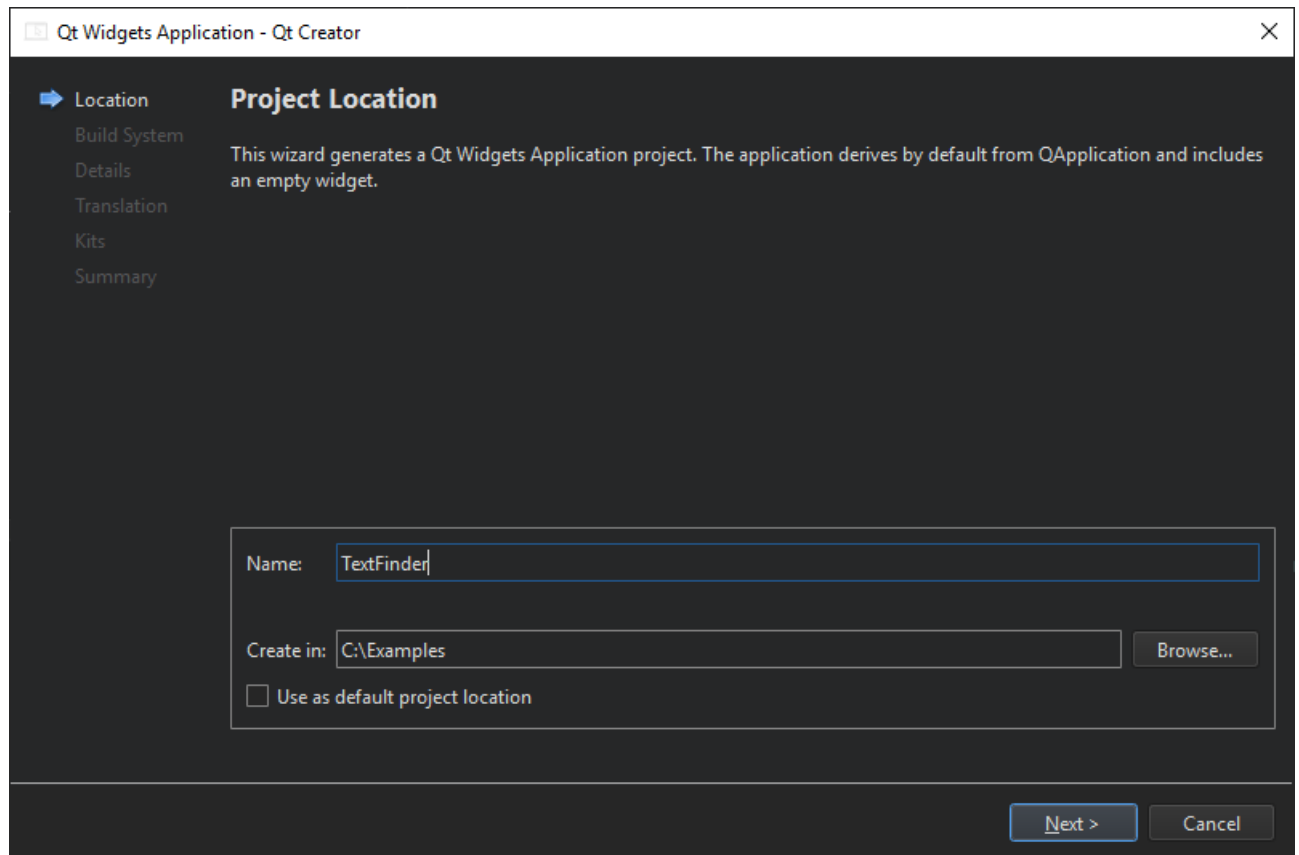 Qt Widgets Application - Qt Creator
Location
Build System
Details
Translation
Kits
Summary
Project Location
This wizard generates a Qt Widgets Application project. The application derives by default from QApplication and includes
an empty widget.
Name: TextFinder
Create in: C:\Examples Browse...
Use as default project location
Next > Cancel